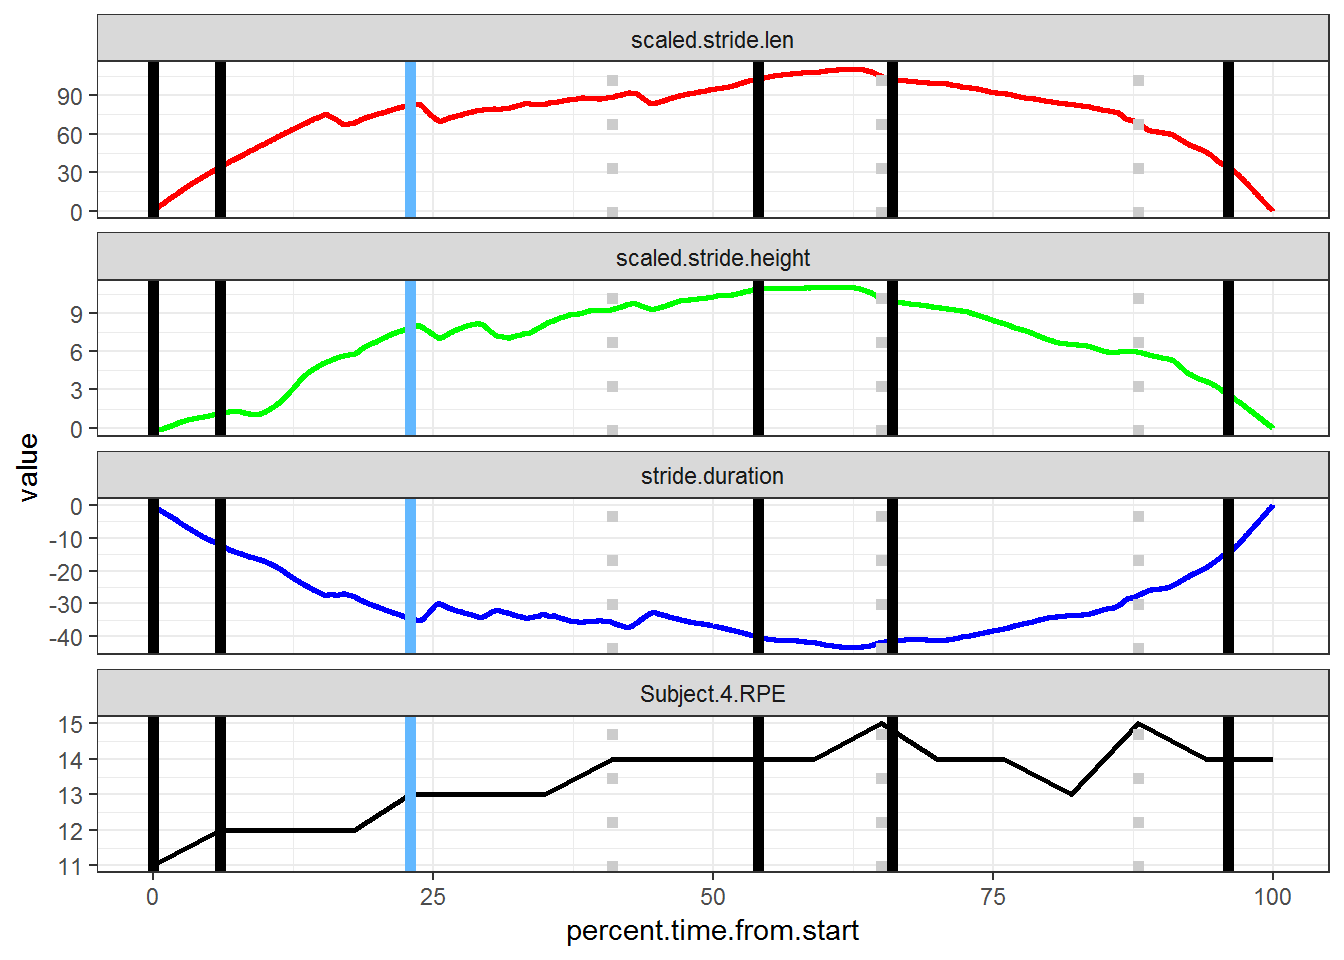 scaled.stride.len
90
60
30
0
scaled.stride.height
9
6
3
0
value
stride.duration
0
-10
-20
-30
-40
Subject.4.RPE
15
14
13
12
11
0 25 50 75 100
percent.time.from.start